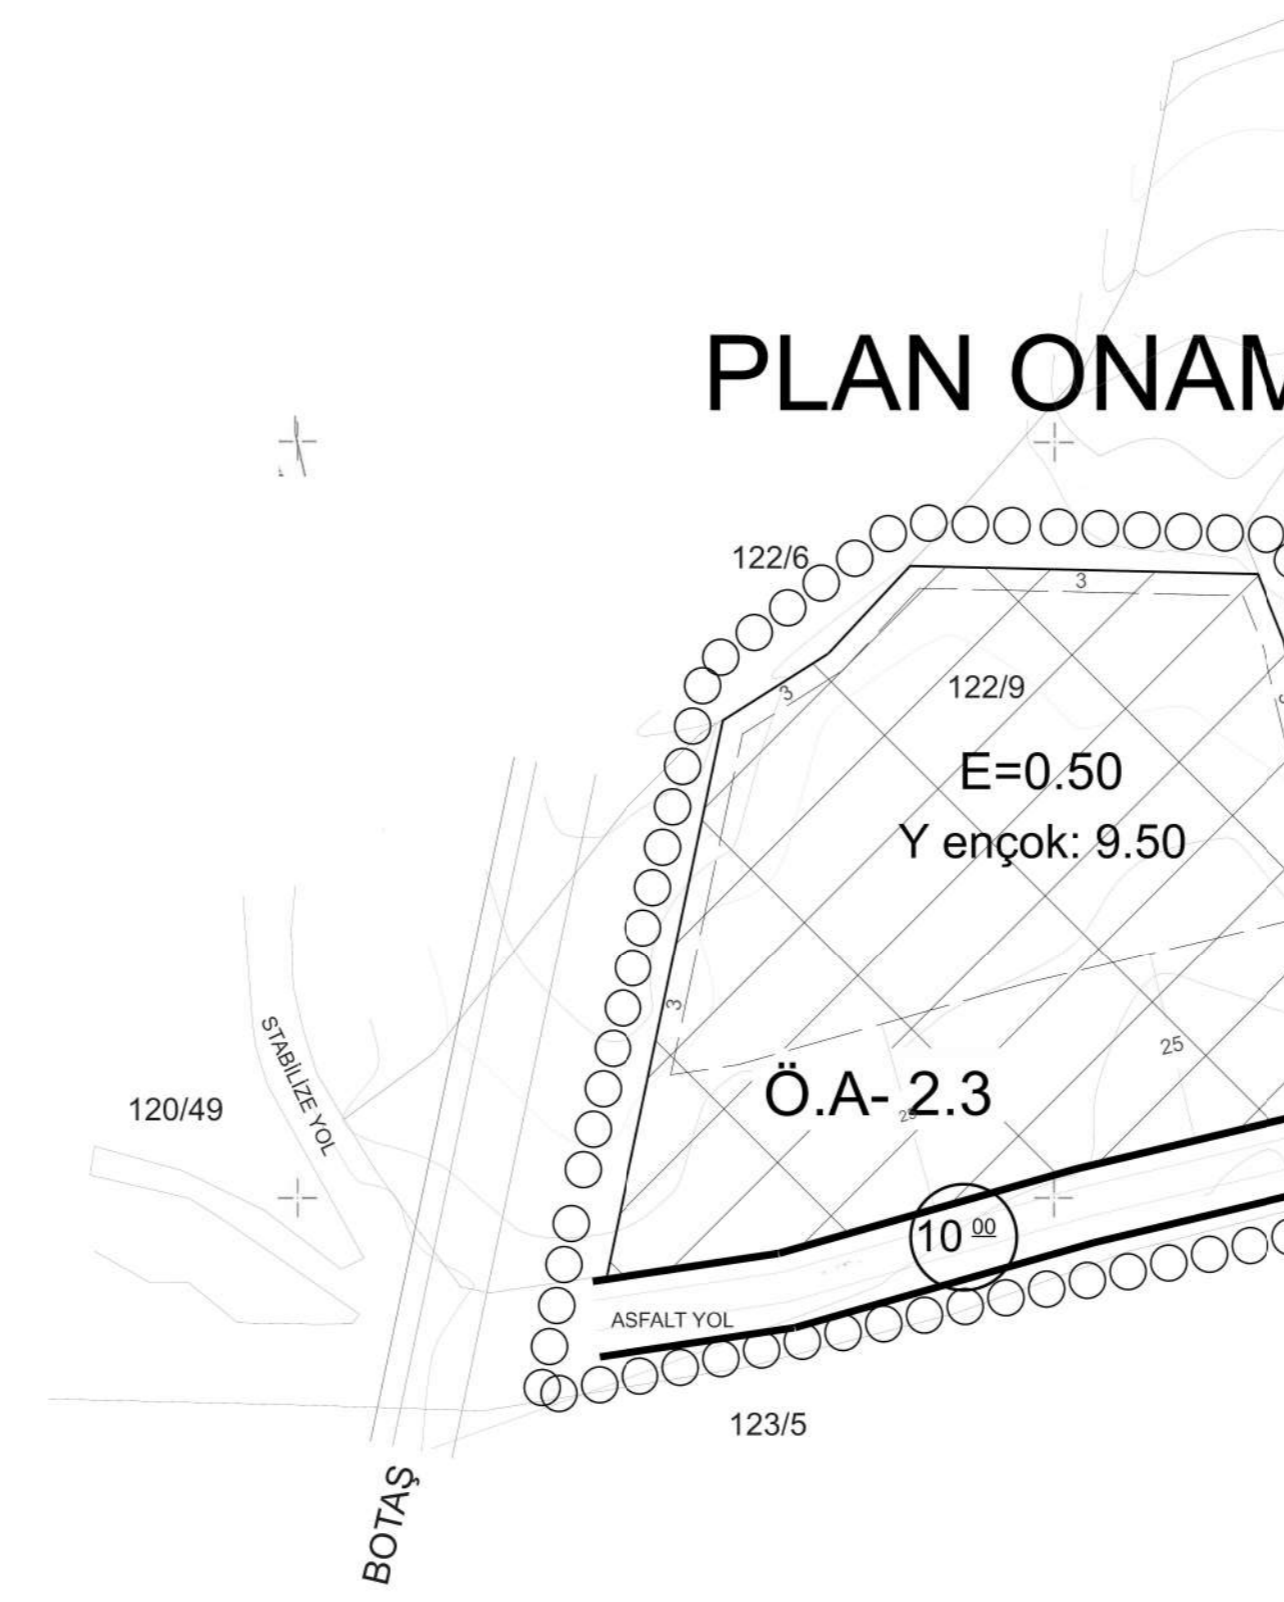 PLAN ONAM
122/6
3
3
122/9
E=0.50
Y ençok: 9.50
3
25
Ö.A- 2.3
STABİLİZE YOL
120/49
10 00
ASFALT YOL
123/5
BOTAŞ